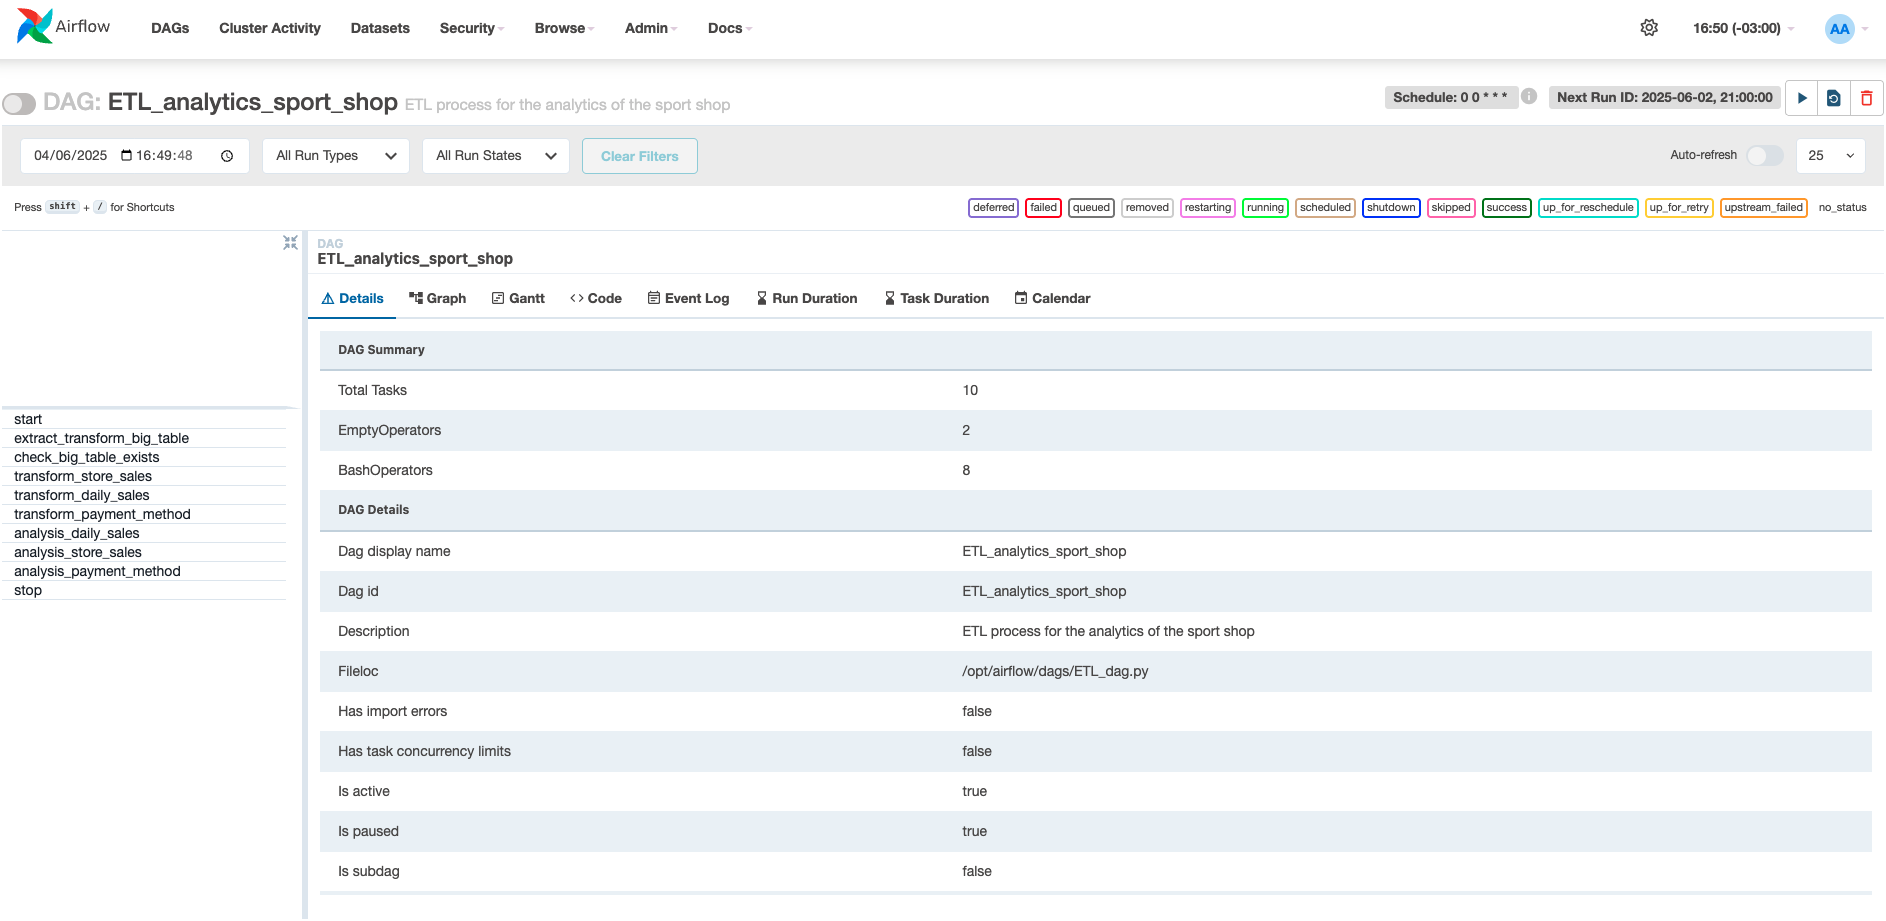 Airflow DAGs Cluster Activity Datasets Security Browse Admin Docs 16:50 (-03:00) AA
DAG: ETL_analytics_sport_shop ETL process for the analytics of the sport shop Schedule: 0 0 * * * Next Run ID: 2025-06-02, 21:00:00
04/06/2025 16:49:48 All Run Types All Run States Clear Filters Auto-refresh 25
Press shift + / for Shortcuts deferred failed queued removed restarting running scheduled shutdown skipped success up_for_reschedule up_for_retry upstream_failed no_status
start
extract_transform_big_table
check_big_table_exists
transform_store_sales
transform_daily_sales
transform_payment_method
analysis_daily_sales
analysis_store_sales
analysis_payment_method
stop
DAG
ETL_analytics_sport_shop
Details Graph Gantt Code Event Log Run Duration Task Duration Calendar
DAG Summary
Total Tasks 10
EmptyOperators 2
BashOperators 8
DAG Details
Dag display name ETL_analytics_sport_shop
Dag id ETL_analytics_sport_shop
Description ETL process for the analytics of the sport shop
Fileloc /opt/airflow/dags/ETL_dag.py
Has import errors false
Has task concurrency limits false
Is active true
Is paused true
Is subdag false